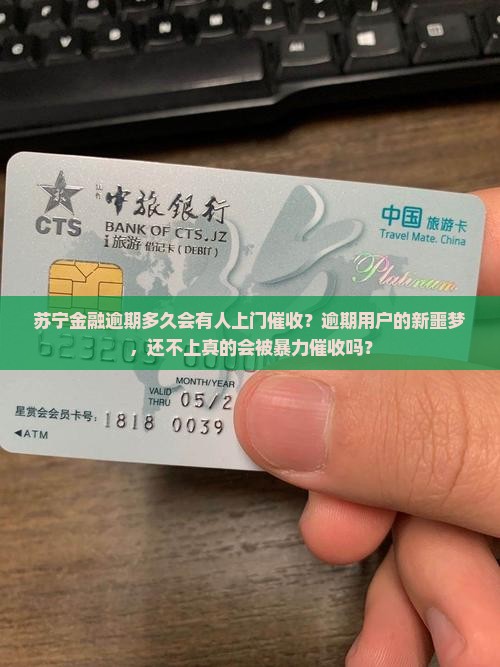 中旅银行
CTS
BANK OF CTS.JZ
i旅游 借记卡 (DEBIT)
中国 旅游卡
Travel Mate. China
Platinum
苏宁金融逾期多久会有人上门催收？逾期用户的新噩梦
，还不上真的会被暴力催收吗？
MONTH/YEAR
VALID
THRU 05/2
星赏会会员卡号：1818 0039
◀ATM